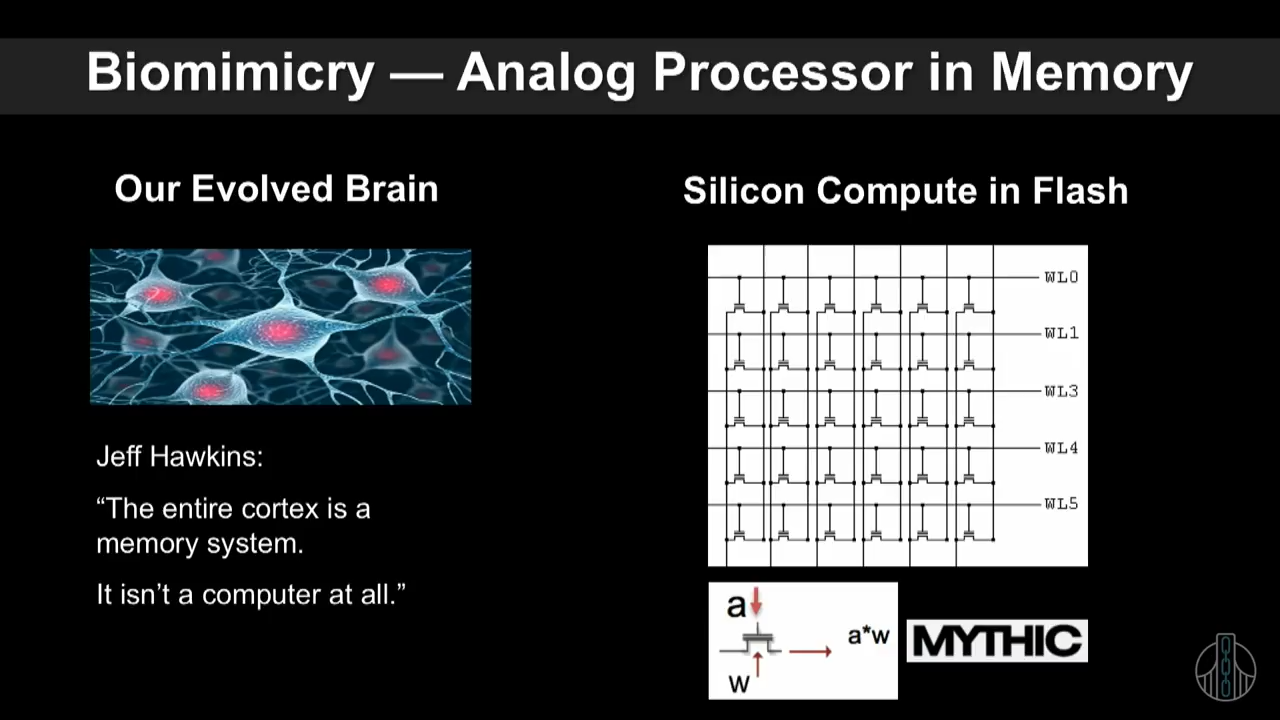 Biomimicry — Analog Processor in Memory
Our Evolved Brain
Jeff Hawkins:
“The entire cortex is a
memory system.
It isn’t a computer at all.”
Silicon Compute in Flash
WL0
WL1
WL3
WL4
WL5
a
w
a*w
MYTHIC